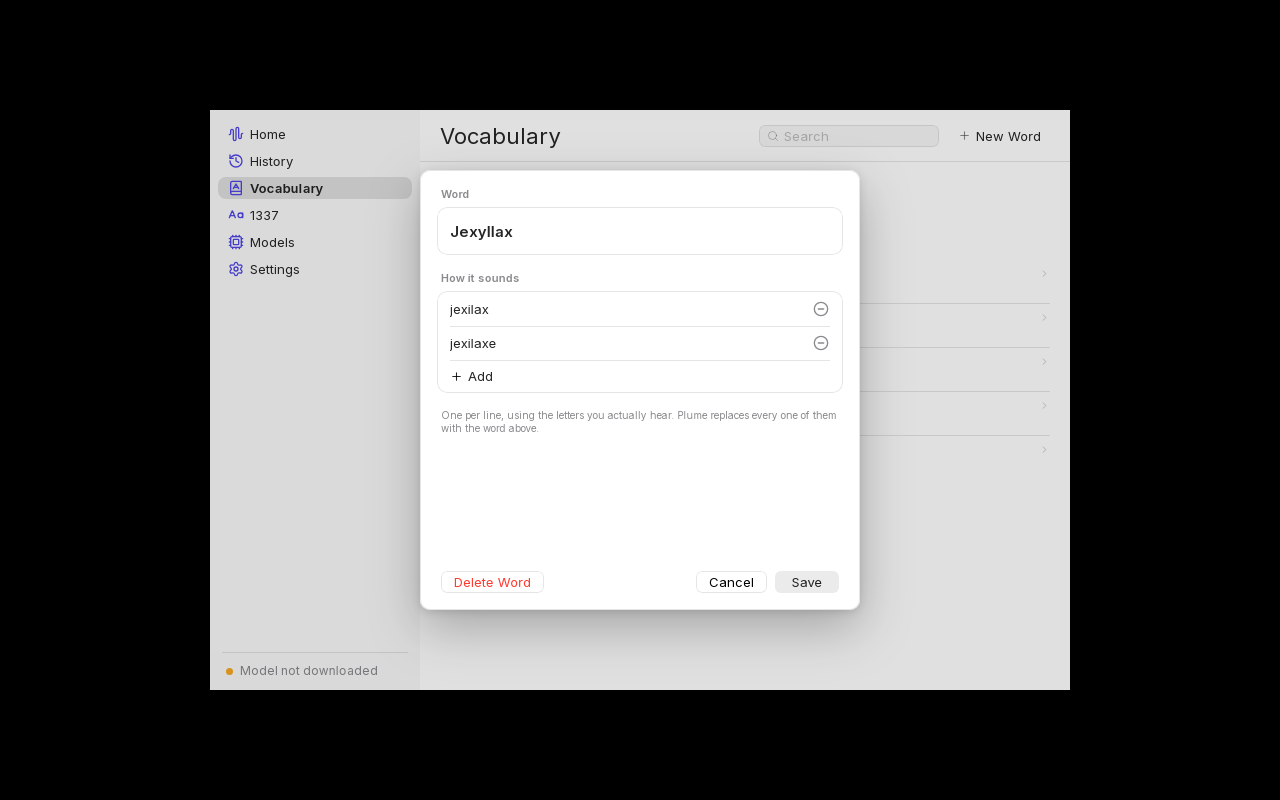 Home
History
Vocabulary
1337
Models
Settings
Model not downloaded
Vocabulary
Search
New Word
Word
Jexyllax
How it sounds
jexilax
jexilaxe
Add
One per line, using the letters you actually hear. Plume replaces every one of them
with the word above.
Delete Word
Cancel
Save